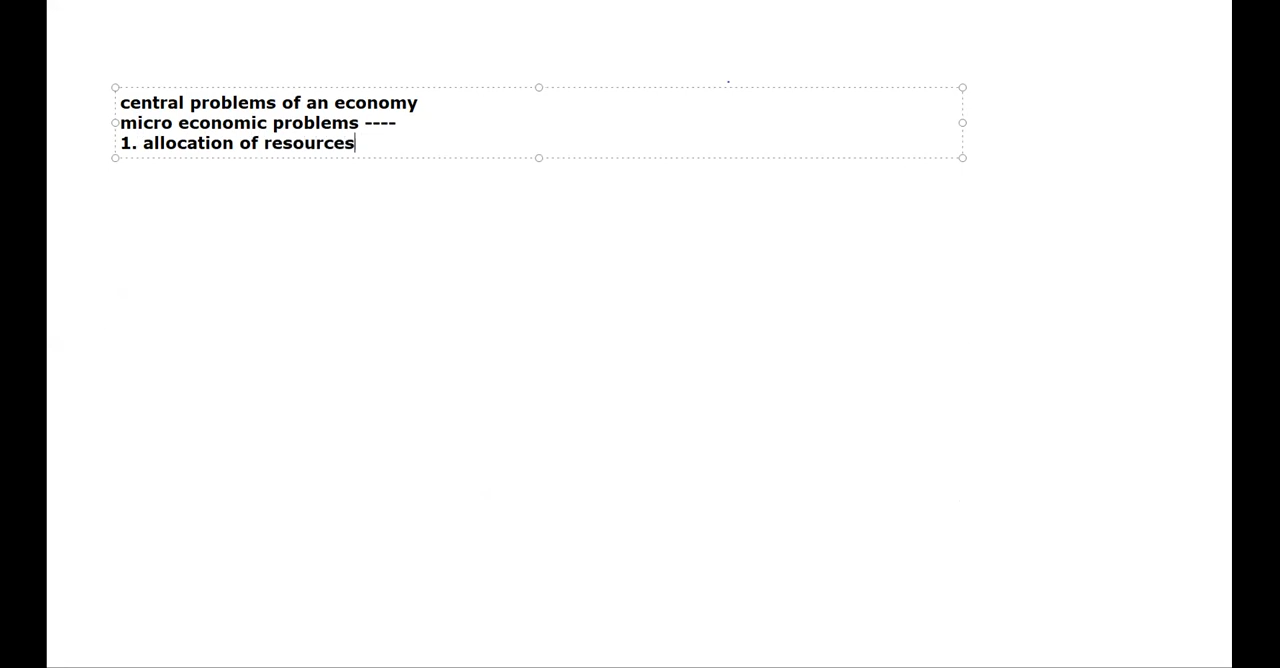 central problems of an economy
micro economic problems ----
1. allocation of resources